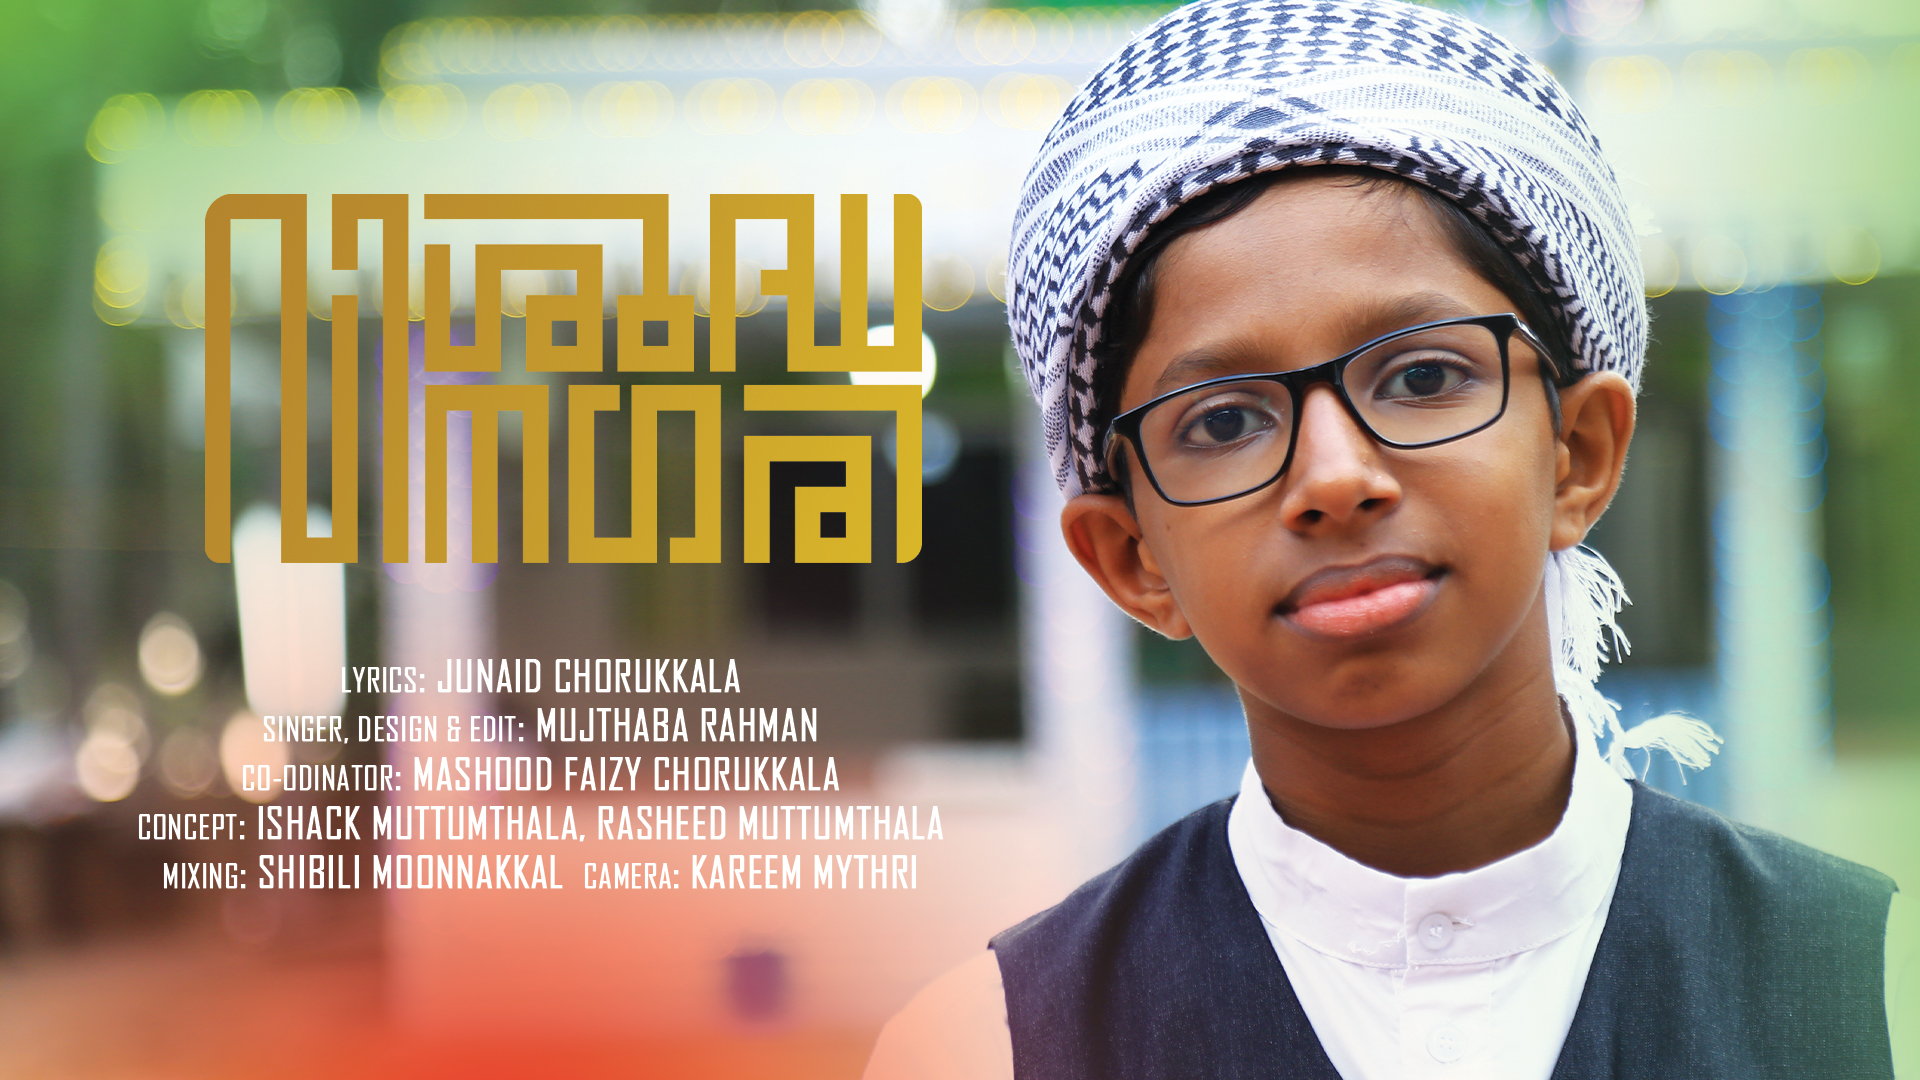 വിശുദ്ധ
നഗരി
LYRICS: JUNAID CHORUKKALA
SINGER, DESIGN & EDIT: MUJTHABA RAHMAN
CO-ODINATOR: MASHOOD FAIZY CHORUKKALA
CONCEPT: ISHACK MUTTUMTHALA, RASHEED MUTTUMTHALA
MIXING: SHIBILI MOONNAKKAL CAMERA: KAREEM MYTHRI